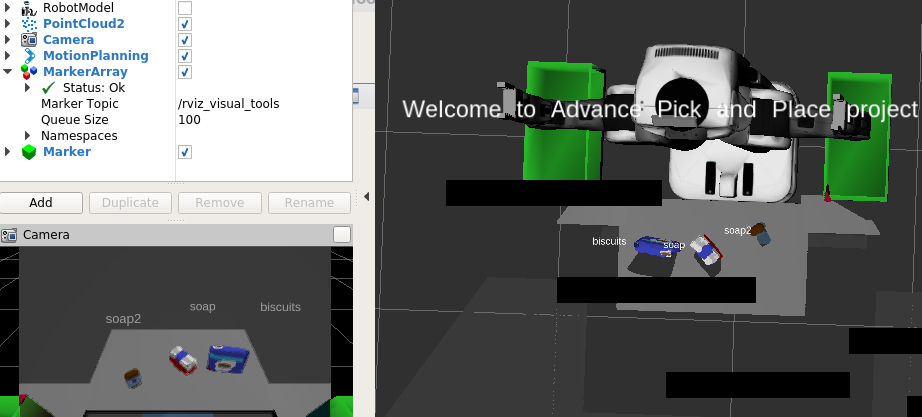 RobotModel
PointCloud2
Camera
MotionPlanning
MarkerArray
Status: Ok
Marker Topic /rviz_visual_tools
Queue Size 100
Namespaces
Marker
Add Duplicate Remove Rename
Camera
soap2 soap biscuits
Welcome to Advance Pick and Place project
biscuits soap soap2